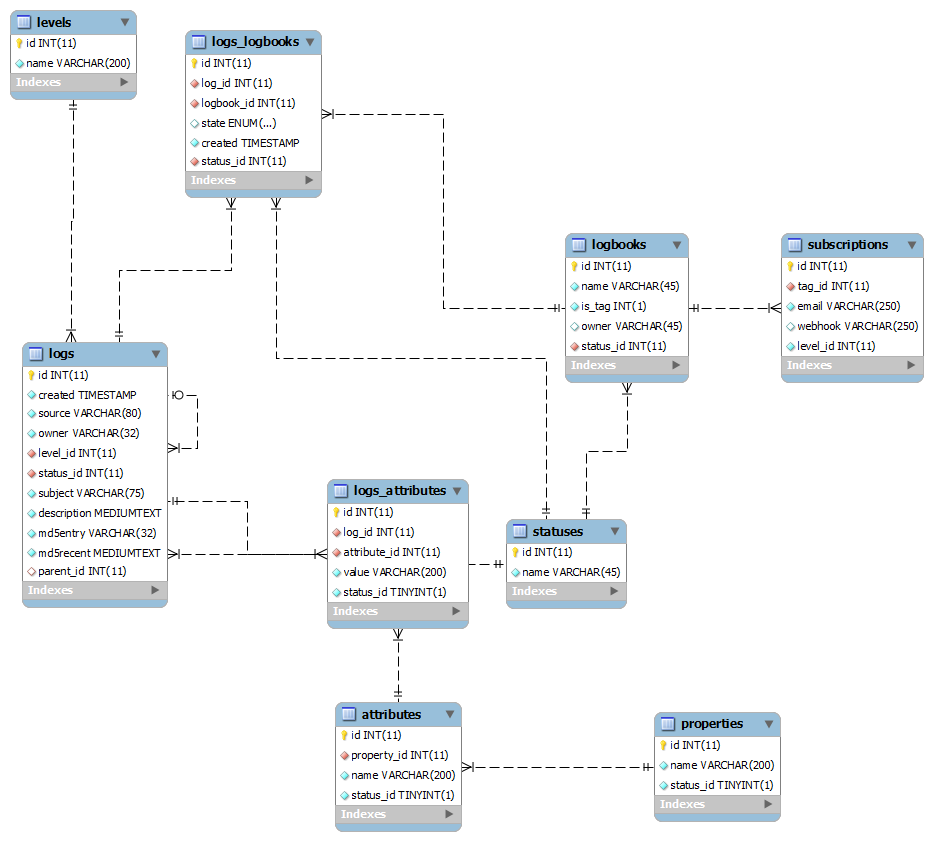 levels
id INT(11)
name VARCHAR(200)
Indexes
logs_logbooks
id INT(11)
log_id INT(11)
logbook_id INT(11)
state ENUM(...)
created TIMESTAMP
status_id INT(11)
Indexes
logbooks
id INT(11)
name VARCHAR(45)
is_tag INT(1)
owner VARCHAR(45)
status_id INT(11)
Indexes
subscriptions
id INT(11)
tag_id INT(11)
email VARCHAR(250)
webhook VARCHAR(250)
level_id INT(11)
Indexes
logs
id INT(11)
created TIMESTAMP
source VARCHAR(80)
owner VARCHAR(32)
level_id INT(11)
status_id INT(11)
subject VARCHAR(75)
description MEDIUMTEXT
md5entry VARCHAR(32)
md5recent MEDIUMTEXT
parent_id INT(11)
Indexes
logs_attributes
id INT(11)
log_id INT(11)
attribute_id INT(11)
value VARCHAR(200)
status_id TINYINT(1)
Indexes
statuses
id INT(11)
name VARCHAR(45)
Indexes
attributes
id INT(11)
property_id INT(11)
name VARCHAR(200)
status_id TINYINT(1)
Indexes
properties
id INT(11)
name VARCHAR(200)
status_id TINYINT(1)
Indexes